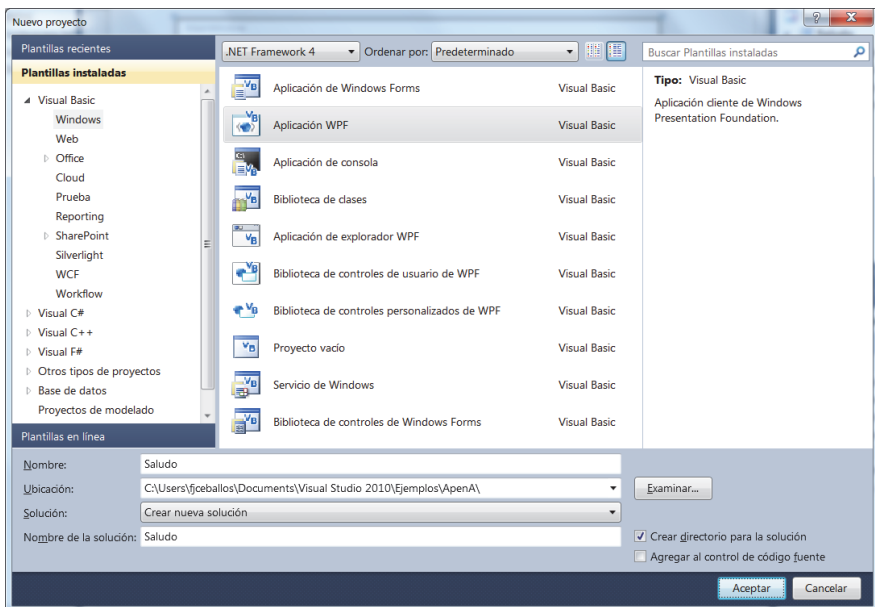 Nuevo proyecto
Plantillas recientes
.NET Framework 4
Ordenar por: Predeterminado
Buscar Plantillas instaladas
Plantillas instaladas
Visual Basic
Windows
Web
Office
Cloud
Prueba
Reporting
SharePoint
Silverlight
WCF
Workflow
Visual C#
Visual C++
Visual F#
Otros tipos de proyectos
Base de datos
Proyectos de modelado
Plantillas en línea
Aplicación de Windows Forms Visual Basic
Aplicación WPF Visual Basic
Aplicación de consola Visual Basic
Biblioteca de clases Visual Basic
Aplicación de explorador WPF Visual Basic
Biblioteca de controles de usuario de WPF Visual Basic
Biblioteca de controles personalizados de WPF Visual Basic
Proyecto vacío Visual Basic
Servicio de Windows Visual Basic
Biblioteca de controles de Windows Forms Visual Basic
Tipo: Visual Basic
Aplicación cliente de Windows
Presentation Foundation.
Nombre: Saludo
Ubicación: C:\Users\fjceballos\Documents\Visual Studio 2010\Ejemplos\ApenA\
Examinar...
Solución: Crear nueva solución
Nombre de la solución: Saludo
Crear directorio para la solución
Agregar al control de código fuente
Aceptar
Cancelar